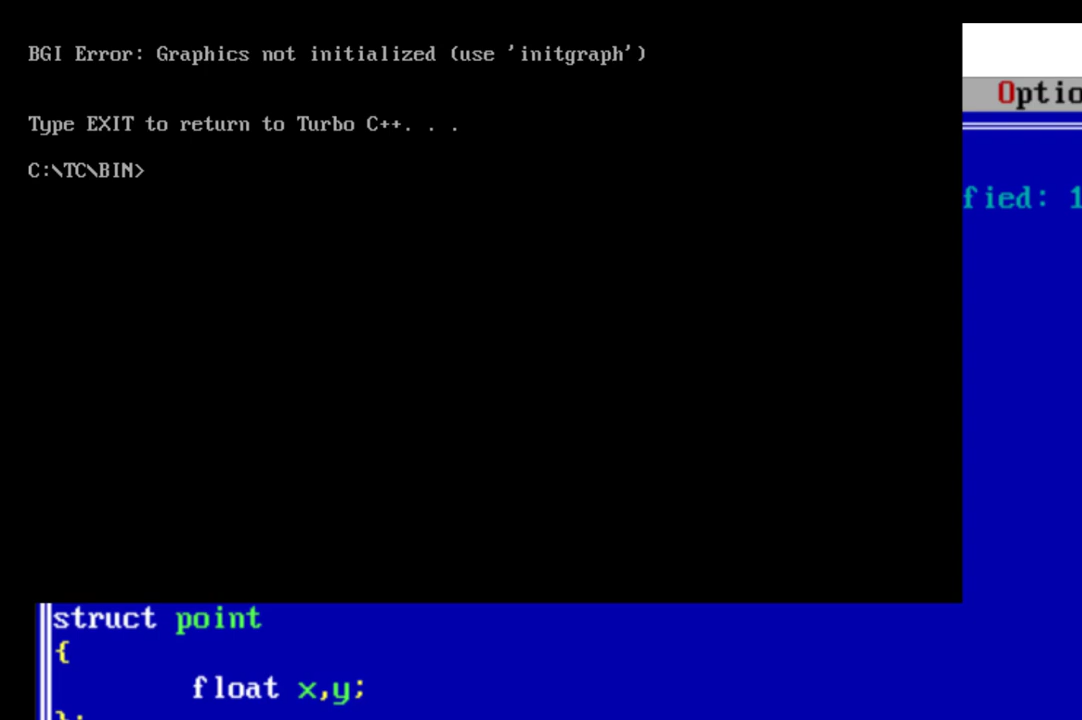 BGI Error: Graphics not initialized (use 'initgraph')
Type EXIT to return to Turbo C++. . .
C:\TC\BIN>
Optio
fied: 1
struct point
{
float x,y;
};